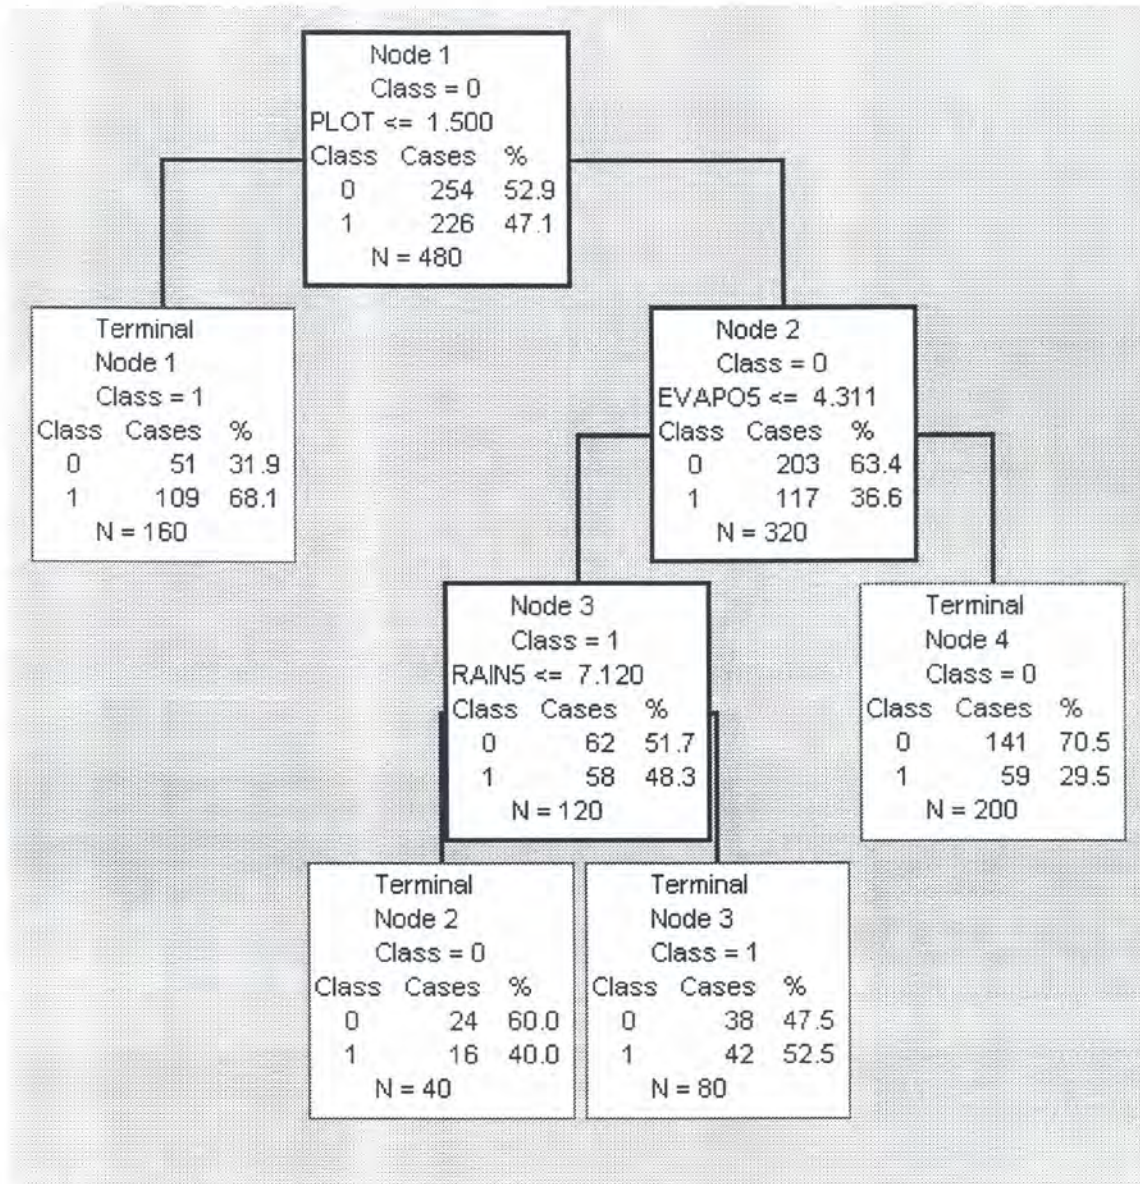 Node 1
Class = 0
PLOT <= 1.500
Class Cases %
0 254 52.9
1 226 47.1
N = 480
Terminal
Node 1
Class = 1
Class Cases %
0 51 31.9
1 109 68.1
N = 160
Node 2
Class = 0
EVAPO5 <= 4.311
Class Cases %
0 203 63.4
1 117 36.6
N = 320
Node 3
Class = 1
RAIN5 <= 7.120
Class Cases %
0 62 51.7
1 58 48.3
N = 120
Terminal
Node 4
Class = 0
Class Cases %
0 141 70.5
1 59 29.5
N = 200
Terminal
Node 2
Class = 0
Class Cases %
0 24 60.0
1 16 40.0
N = 40
Terminal
Node 3
Class = 1
Class Cases %
0 38 47.5
1 42 52.5
N = 80